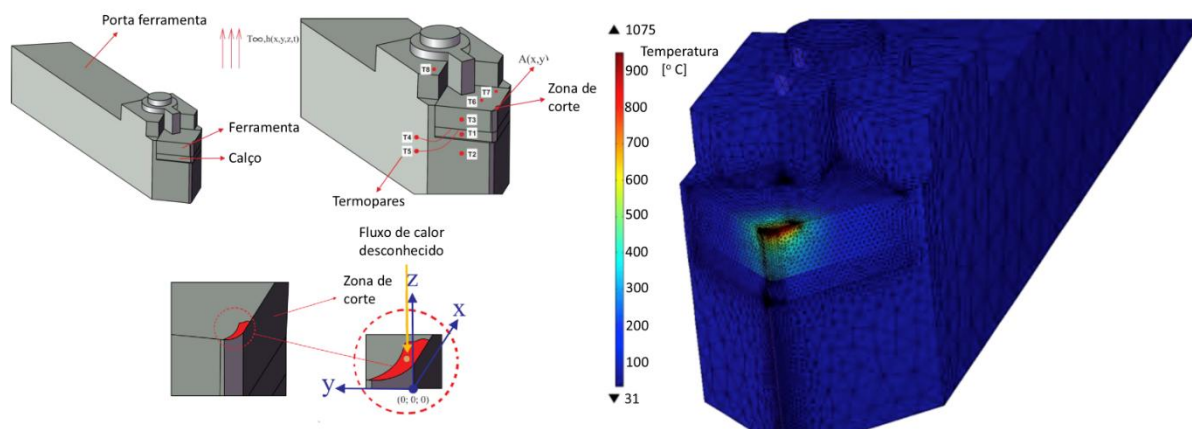 Porta ferramenta
T∞,h(x,y,z,t)
Ferramenta
Calço
A(x,y)
Zona de
corte
T8
T7
T6
T3
T1
T4
T5
T2
Termopares
Fluxo de calor
desconhecido
Zona de
corte
z
x
y
(0; 0; 0)
▲ 1075
Temperatura
[° C]
900
800
700
600
500
400
300
200
100
▼ 31